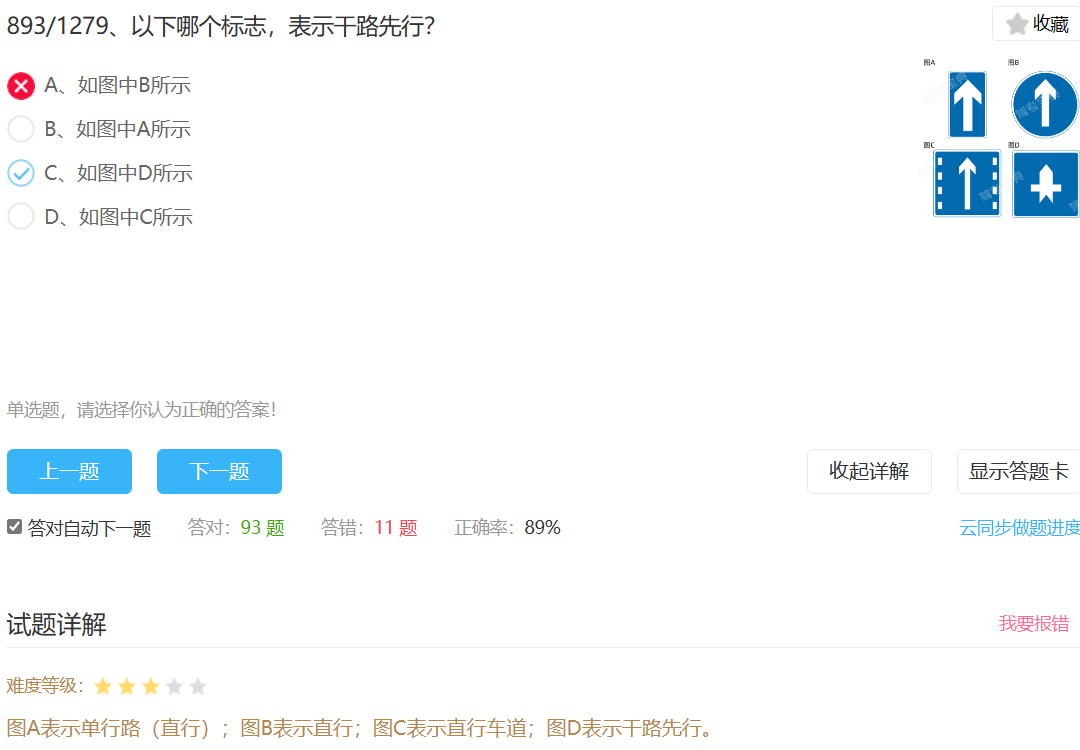 893/1279、以下哪个标志，表示干路先行？
收藏
A、如图中B所示
B、如图中A所示
C、如图中D所示
D、如图中C所示
图A
图B
图C
图D
单选题，请选择你认为正确的答案！
上一题
下一题
收起详解
显示答题卡
答对自动下一题 答对：93 题 答错：11 题 正确率：89%
云同步做题进度
试题详解
我要报错
难度等级：
图A表示单行路（直行）；图B表示直行；图C表示直行车道；图D表示干路先行。